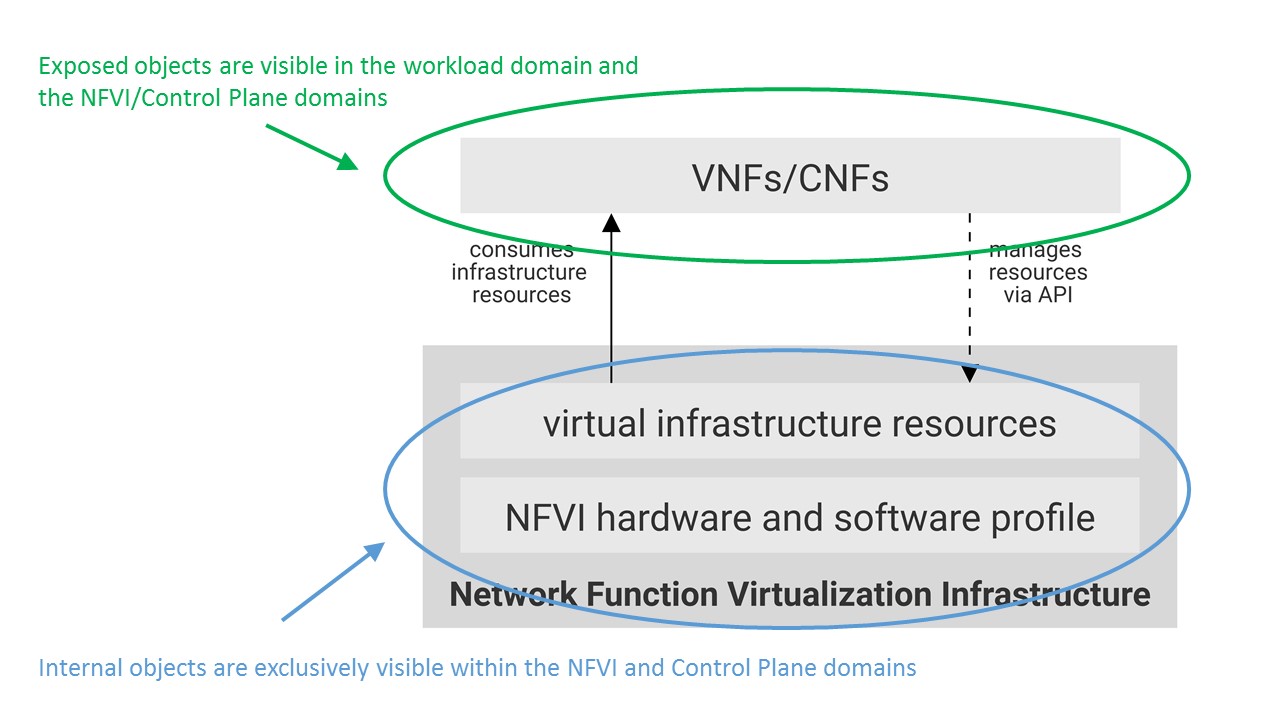 Exposed objects are visible in the workload domain and
the NFVI/Control Plane domains
VNFs/CNFs
consumes
infrastructure
resources
manages
resources
via API
virtual infrastructure resources
NFVI hardware and software profile
Network Function Virtualization Infrastructure
Internal objects are exclusively visible within the NFVI and Control Plane domains